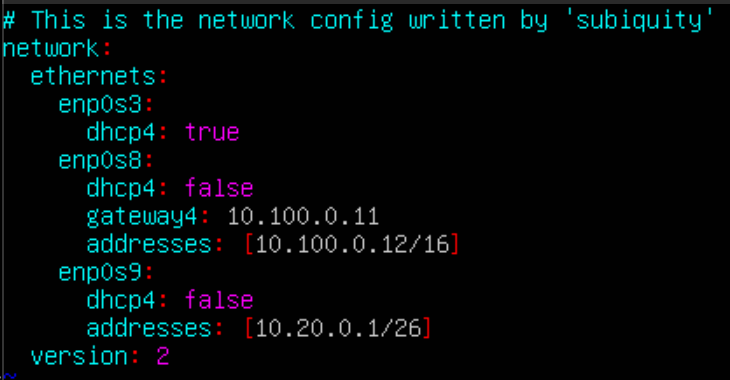 # This is the network config written by 'subiquity'
network:
  ethernets:
    enp0s3:
      dhcp4: true
    enp0s8:
      dhcp4: false
      gateway4: 10.100.0.11
      addresses: [10.100.0.12/16]
    enp0s9:
      dhcp4: false
      addresses: [10.20.0.1/26]
  version: 2
~